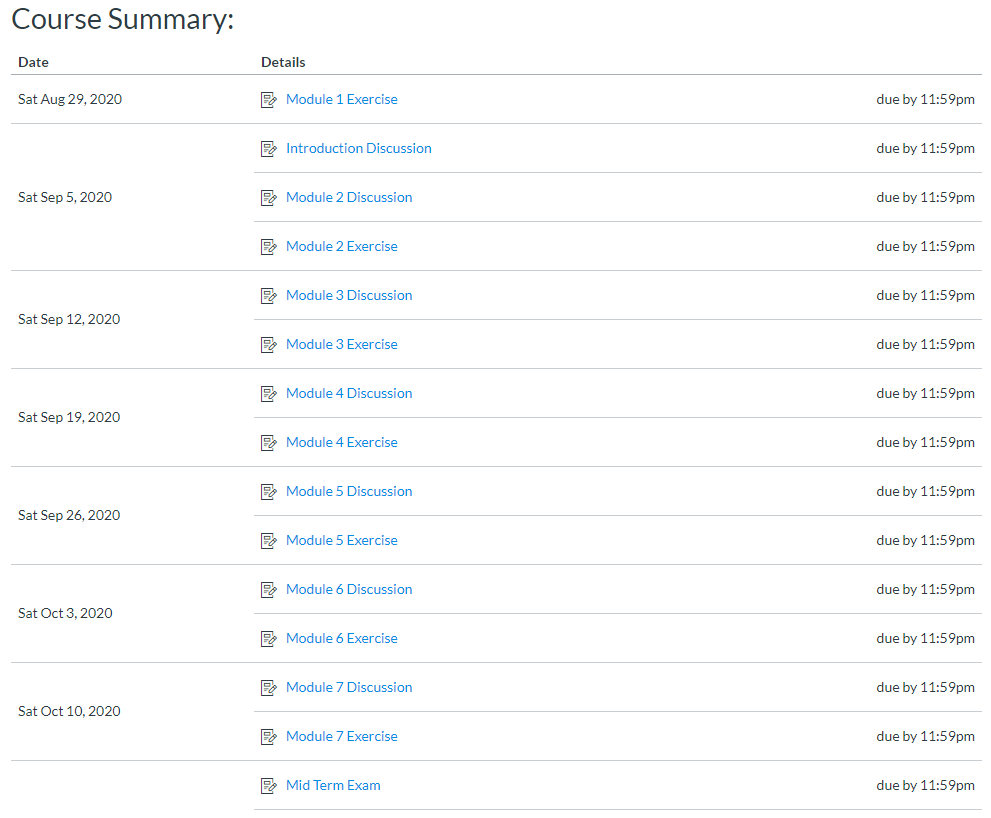 Course Summary:
Date Details
Sat Aug 29, 2020 Module 1 Exercise due by 11:59pm
Introduction Discussion due by 11:59pm
Sat Sep 5, 2020 Module 2 Discussion due by 11:59pm
Module 2 Exercise due by 11:59pm
Module 3 Discussion due by 11:59pm
Sat Sep 12, 2020
Module 3 Exercise due by 11:59pm
Module 4 Discussion due by 11:59pm
Sat Sep 19, 2020
Module 4 Exercise due by 11:59pm
Module 5 Discussion due by 11:59pm
Sat Sep 26, 2020
Module 5 Exercise due by 11:59pm
Module 6 Discussion due by 11:59pm
Sat Oct 3, 2020
Module 6 Exercise due by 11:59pm
Module 7 Discussion due by 11:59pm
Sat Oct 10, 2020
Module 7 Exercise due by 11:59pm
Mid Term Exam due by 11:59pm